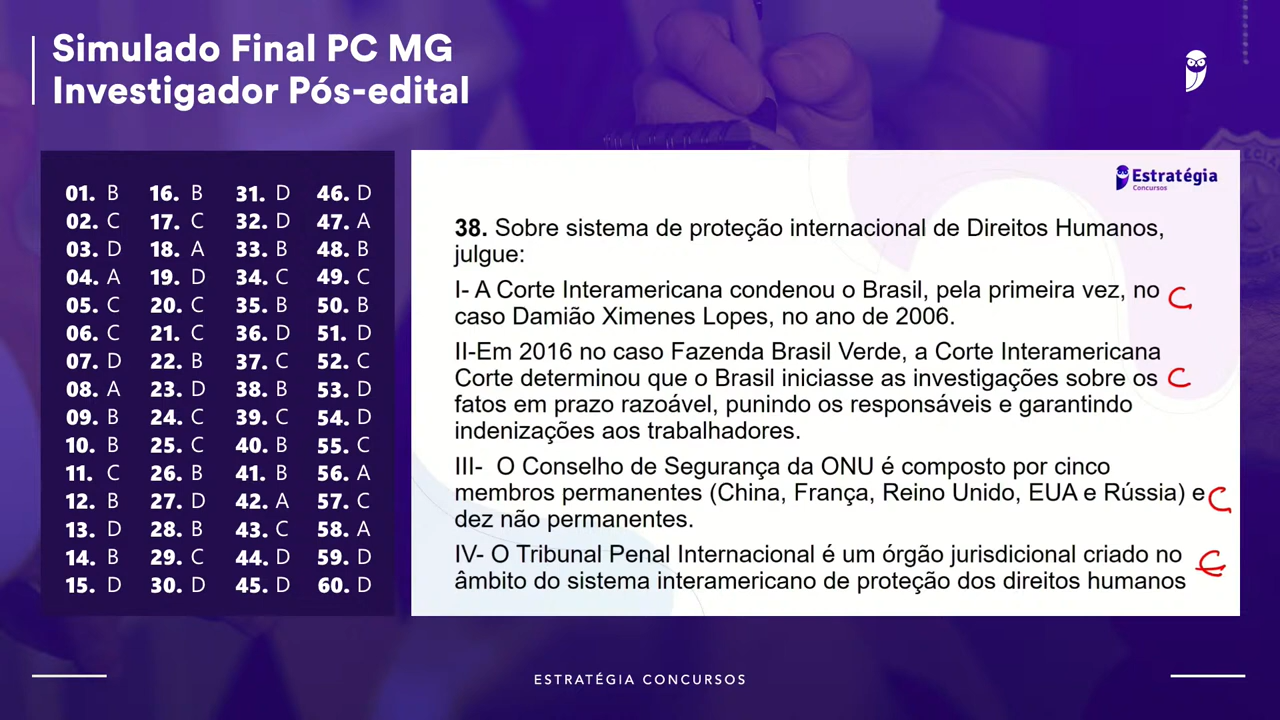 Simulado Final PC MG
Investigador Pós-edital
01. B 16. B 31. D 46. D
02. C 17. C 32. D 47. A
03. D 18. A 33. B 48. B
04. A 19. D 34. C 49. C
05. C 20. C 35. B 50. B
06. C 21. C 36. D 51. D
07. D 22. B 37. C 52. C
08. A 23. D 38. B 53. D
09. B 24. C 39. C 54. D
10. B 25. C 40. B 55. C
11. C 26. B 41. B 56. A
12. B 27. D 42. A 57. C
13. D 28. B 43. C 58. A
14. B 29. C 44. D 59. D
15. D 30. D 45. D 60. D
Estratégia
Concursos
38. Sobre sistema de proteção internacional de Direitos Humanos,
julgue:
I- A Corte Interamericana condenou o Brasil, pela primeira vez, no C
caso Damião Ximenes Lopes, no ano de 2006.
II-Em 2016 no caso Fazenda Brasil Verde, a Corte Interamericana
Corte determinou que o Brasil iniciasse as investigações sobre os C
fatos em prazo razoável, punindo os responsáveis e garantindo
indenizações aos trabalhadores.
III- O Conselho de Segurança da ONU é composto por cinco
membros permanentes (China, França, Reino Unido, EUA e Rússia) e C
dez não permanentes.
IV- O Tribunal Penal Internacional é um órgão jurisdicional criado no
âmbito do sistema interamericano de proteção dos direitos humanos
ESTRATÉGIA CONCURSOS